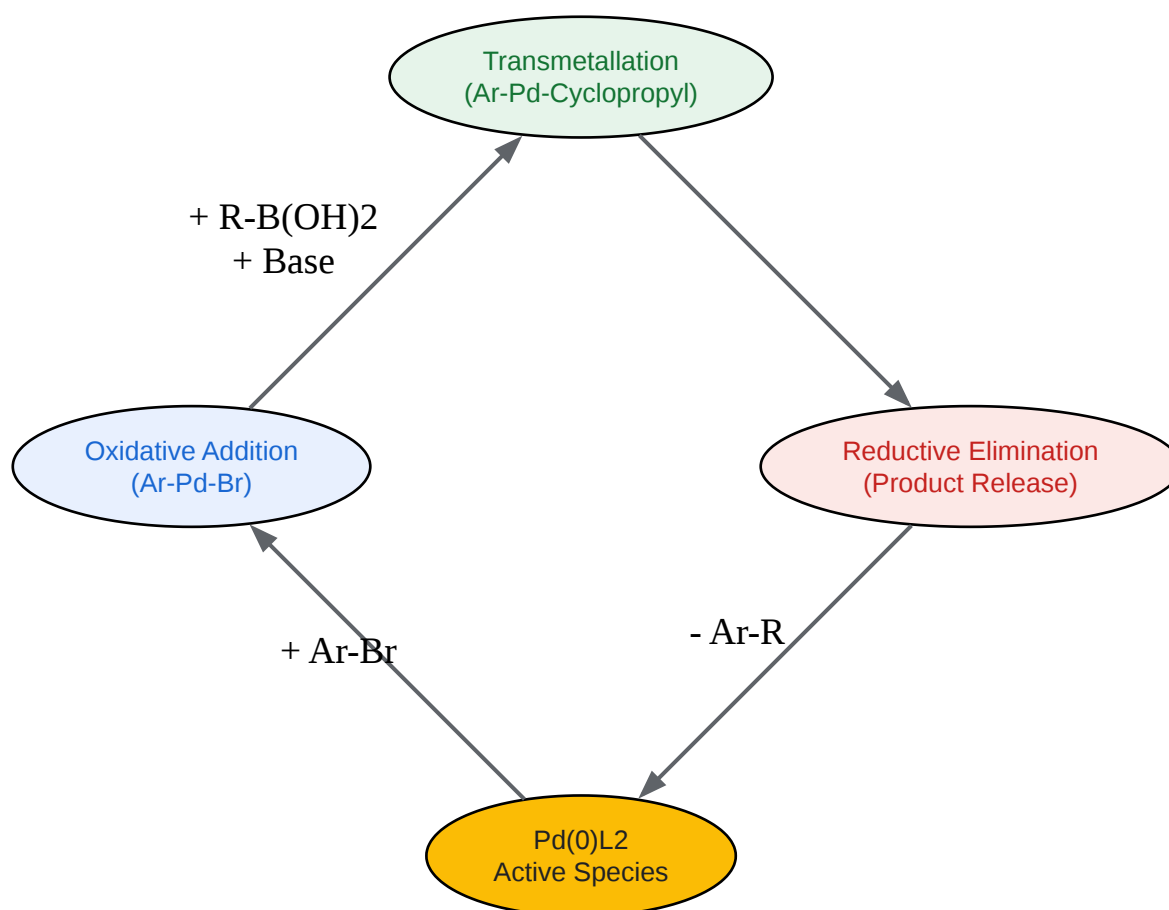 Transmetallation
(Ar-Pd-Cyclopropyl)
+ R-B(OH)2
+ Base
Oxidative Addition
(Ar-Pd-Br)
Reductive Elimination
(Product Release)
+ Ar-Br
- Ar-R
Pd(0)L2
Active Species